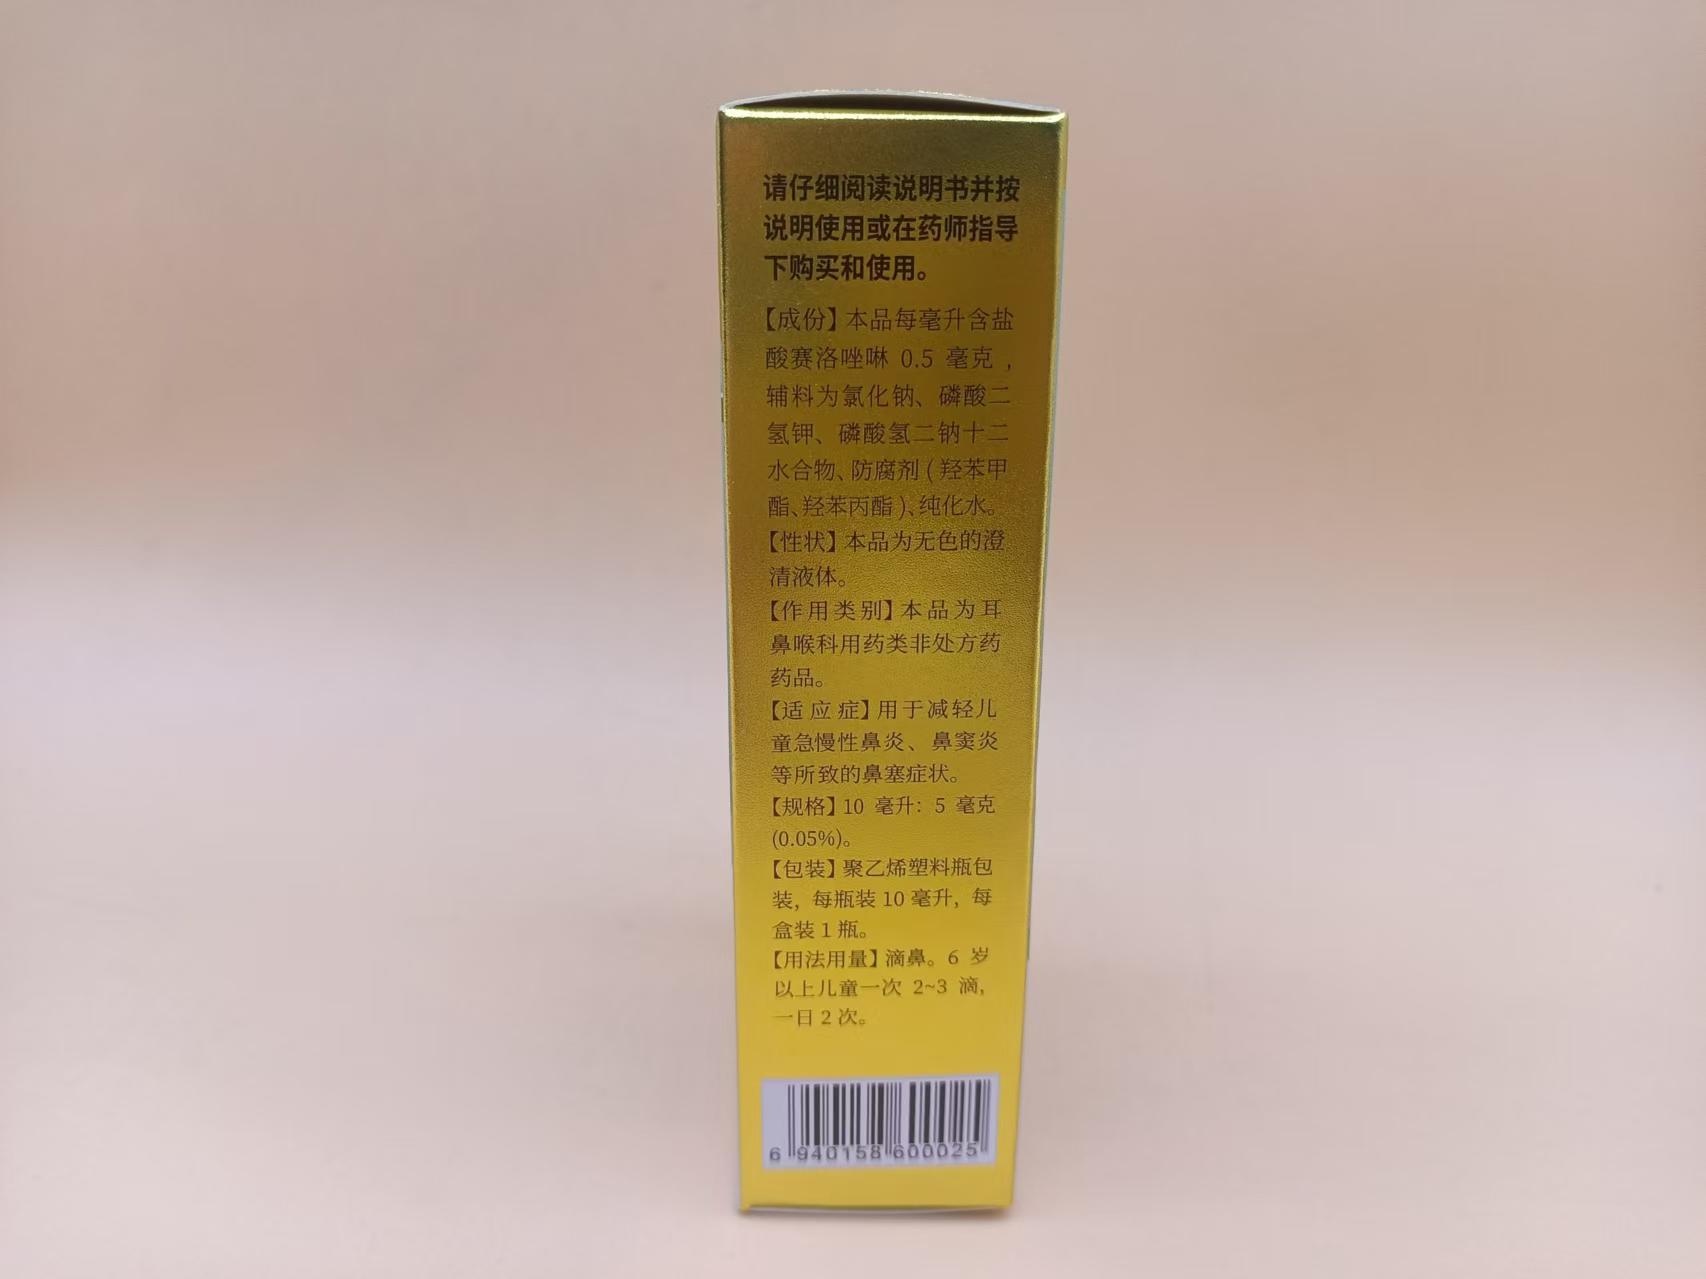 请仔细阅读说明书并按
说明使用或在药师指导
下购买和使用。
【成份】本品每毫升含盐
酸赛洛唑啉 0.5 毫克，
辅料为氯化钠、磷酸二
氢钾、磷酸氢二钠十二
水合物、防腐剂(羟苯甲
酯、羟苯丙酯)、纯化水。
【性状】本品为无色的澄
清液体。
【作用类别】本品为耳
鼻喉科用药类非处方药
药品。
【适应症】用于减轻儿
童急慢性鼻炎、鼻窦炎
等所致的鼻塞症状。
【规格】10 毫升：5 毫克
(0.05%)。
【包装】聚乙烯塑料瓶包
装，每瓶装 10 毫升，每
盒装 1 瓶。
【用法用量】滴鼻。6 岁
以上儿童一次 2~3 滴，
一日 2 次。
6 940158 600025